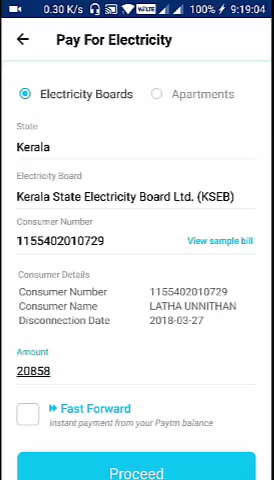 0.30 K/s VoLTE 100% 9:19:04
Pay For Electricity
Electricity Boards Apartments
State
Kerala
Electricity Board
Kerala State Electricity Board Ltd. (KSEB)
Consumer Number
1155402010729 View sample bill
Consumer Details
Consumer Number 1155402010729
Consumer Name LATHA UNNITHAN
Disconnection Date 2018-03-27
Amount
20858
Fast Forward
Instant payment from your Paytm balance
Proceed